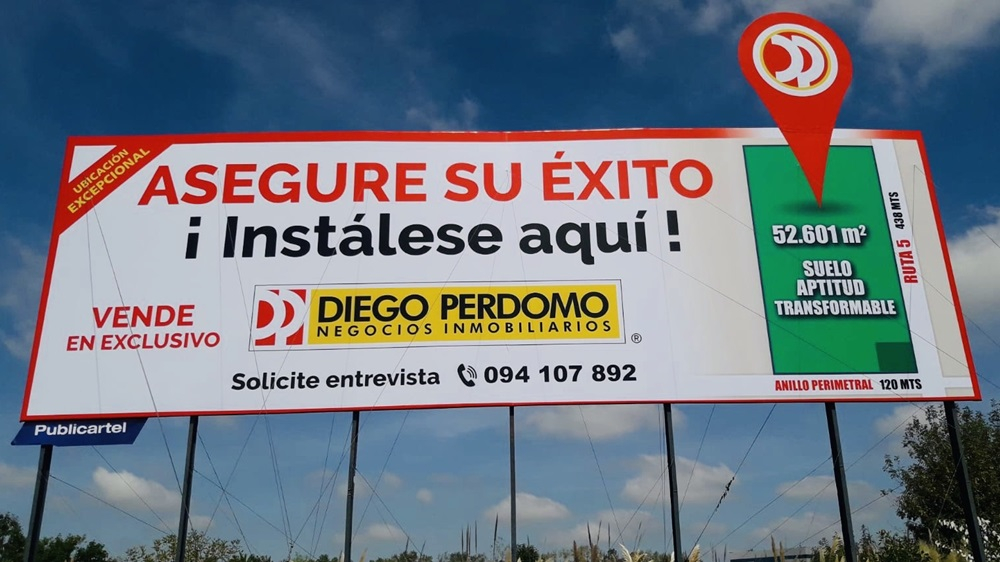 UBICACIÓN
EXCEPCIONAL
ASEGURE SU ÉXITO
¡ Instálese aquí !
VENDE
EN EXCLUSIVO
DIEGO PERDOMO
NEGOCIOS INMOBILIARIOS
®
Solicite entrevista 094 107 892
52.601 m²
SUELO
APTITUD
TRANSFORMABLE
RUTA 5 438 MTS
ANILLO PERIMETRAL 120 MTS
Publicartel